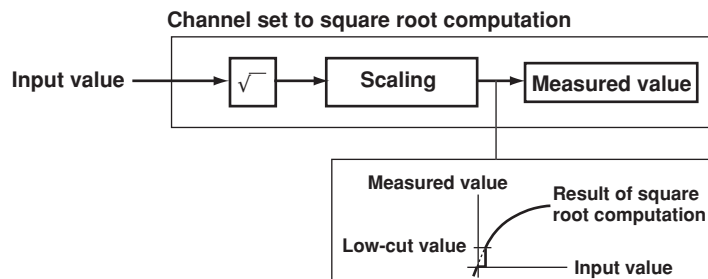 Channel set to square root computation
Input value
√
Scaling
Measured value
Measured value
Result of square
root computation
Low-cut value
Input value